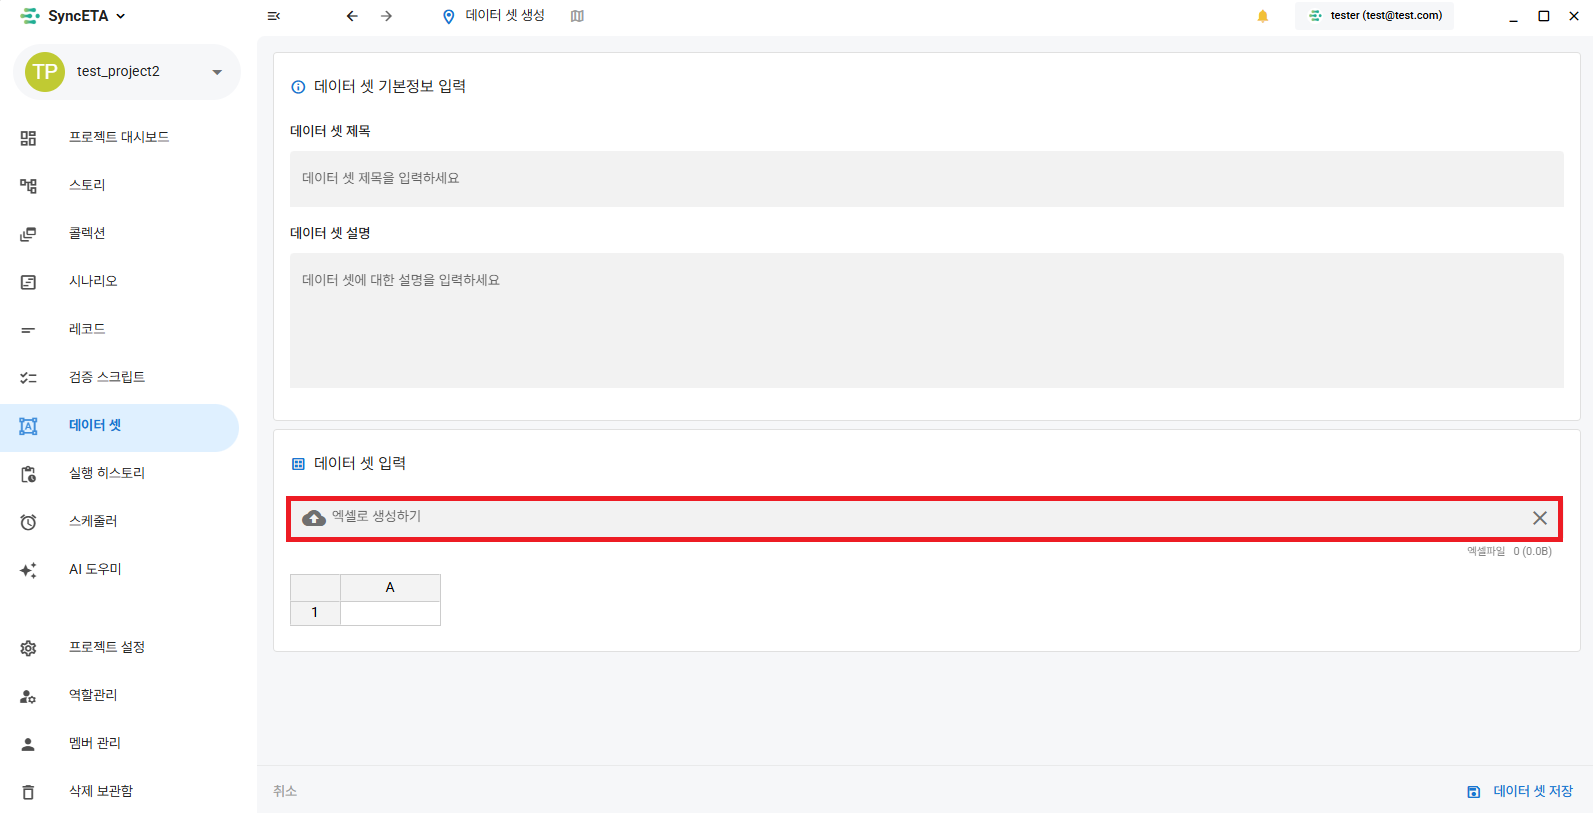 SyncETA
데이터 셋 생성
tester (test@test.com)
TP
test_project2
프로젝트 대시보드
스토리
콜렉션
시나리오
레코드
검증 스크립트
데이터 셋
실행 히스토리
스케줄러
AI 도우미
프로젝트 설정
역할관리
멤버 관리
삭제 보관함
데이터 셋 기본정보 입력
데이터 셋 제목
데이터 셋 제목을 입력하세요
데이터 셋 설명
데이터 셋에 대한 설명을 입력하세요
데이터 셋 입력
엑셀로 생성하기
엑셀파일 0 (0.0B)
A
1
취소
데이터 셋 저장